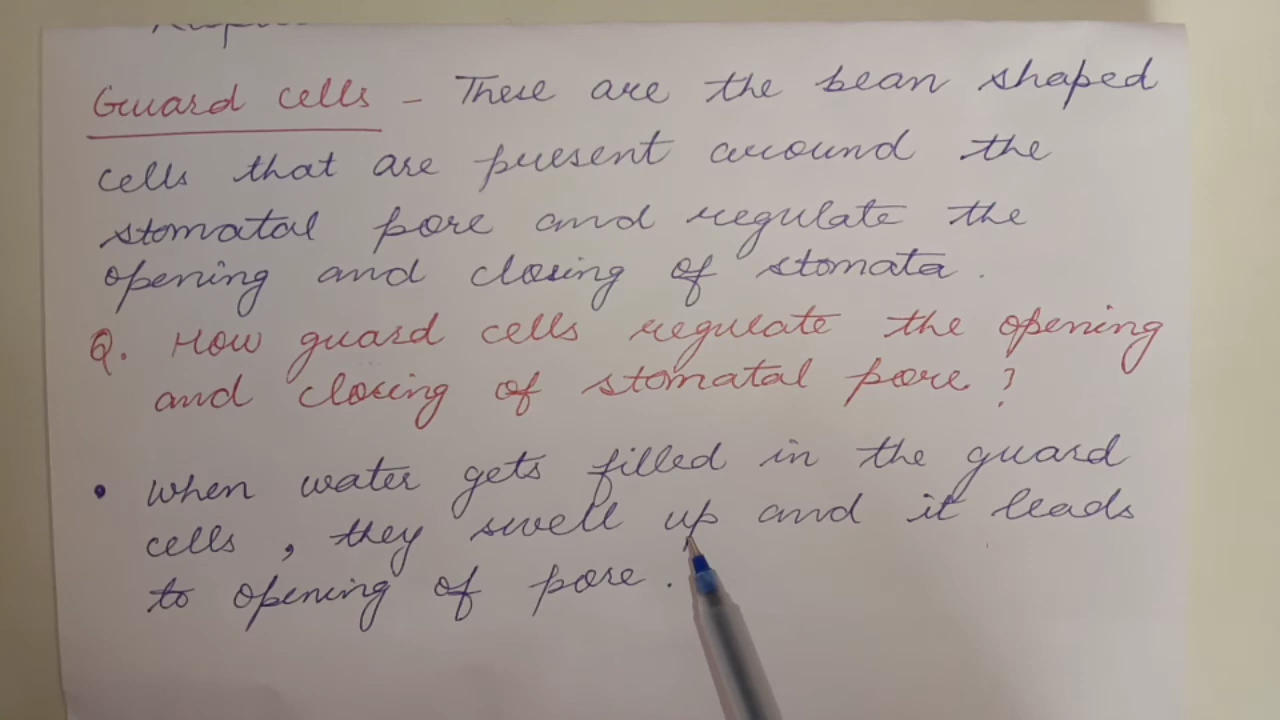 Guard cells - These are the bean shaped
cells that are present around the
stomatal pore and regulate the
opening and closing of stomata.
Q. How guard cells regulate the opening
and closing of stomatal pore?
• When water gets filled in the guard
cells, they swell up and it leads
to opening of pore.